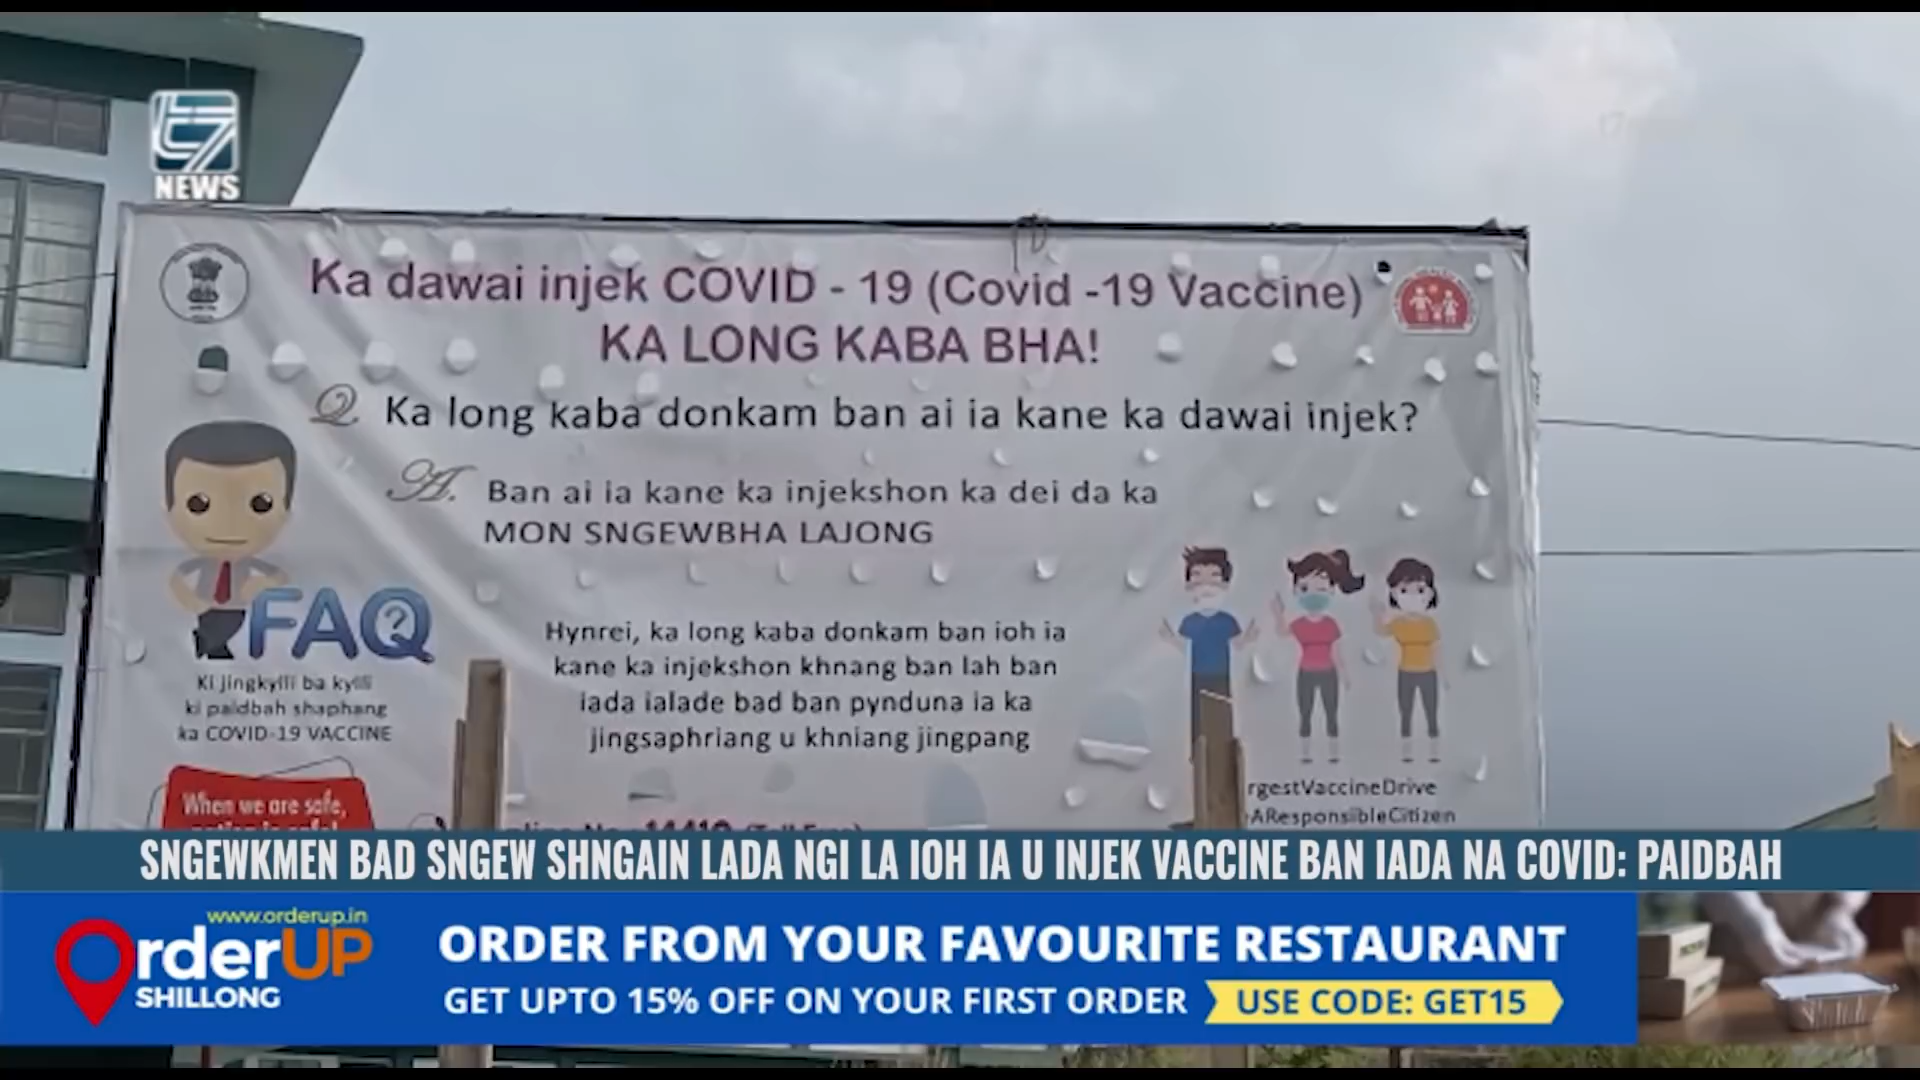 NEWS
Ka dawai injek COVID - 19 (Covid -19 Vaccine)
KA LONG KABA BHA!
Q. Ka long kaba donkam ban ai ia kane ka dawai injek?
A. Ban ai ia kane ka injekshon ka dei da ka
MON SNGEWBHA LAJONG
FAQ
?
Ki jingkylli ba kylli
ki paidbah shaphang
ka COVID-19 VACCINE
Hynrei, ka long kaba donkam ban ioh ia
kane ka injekshon khnang ban lah ban
iada ialade bad ban pynduna ia ka
jingsaphriang u khniang jingpang
When we are safe,
rgestVaccineDrive
AResponsibleCitizen
SNGEWKMEN BAD SNGEW SHNGAIN LADA NGI LA IOH IA U INJEK VACCINE BAN IADA NA COVID: PAIDBAH
www.orderup.in
OrderUP
SHILLONG
ORDER FROM YOUR FAVOURITE RESTAURANT
GET UPTO 15% OFF ON YOUR FIRST ORDER
USE CODE: GET15